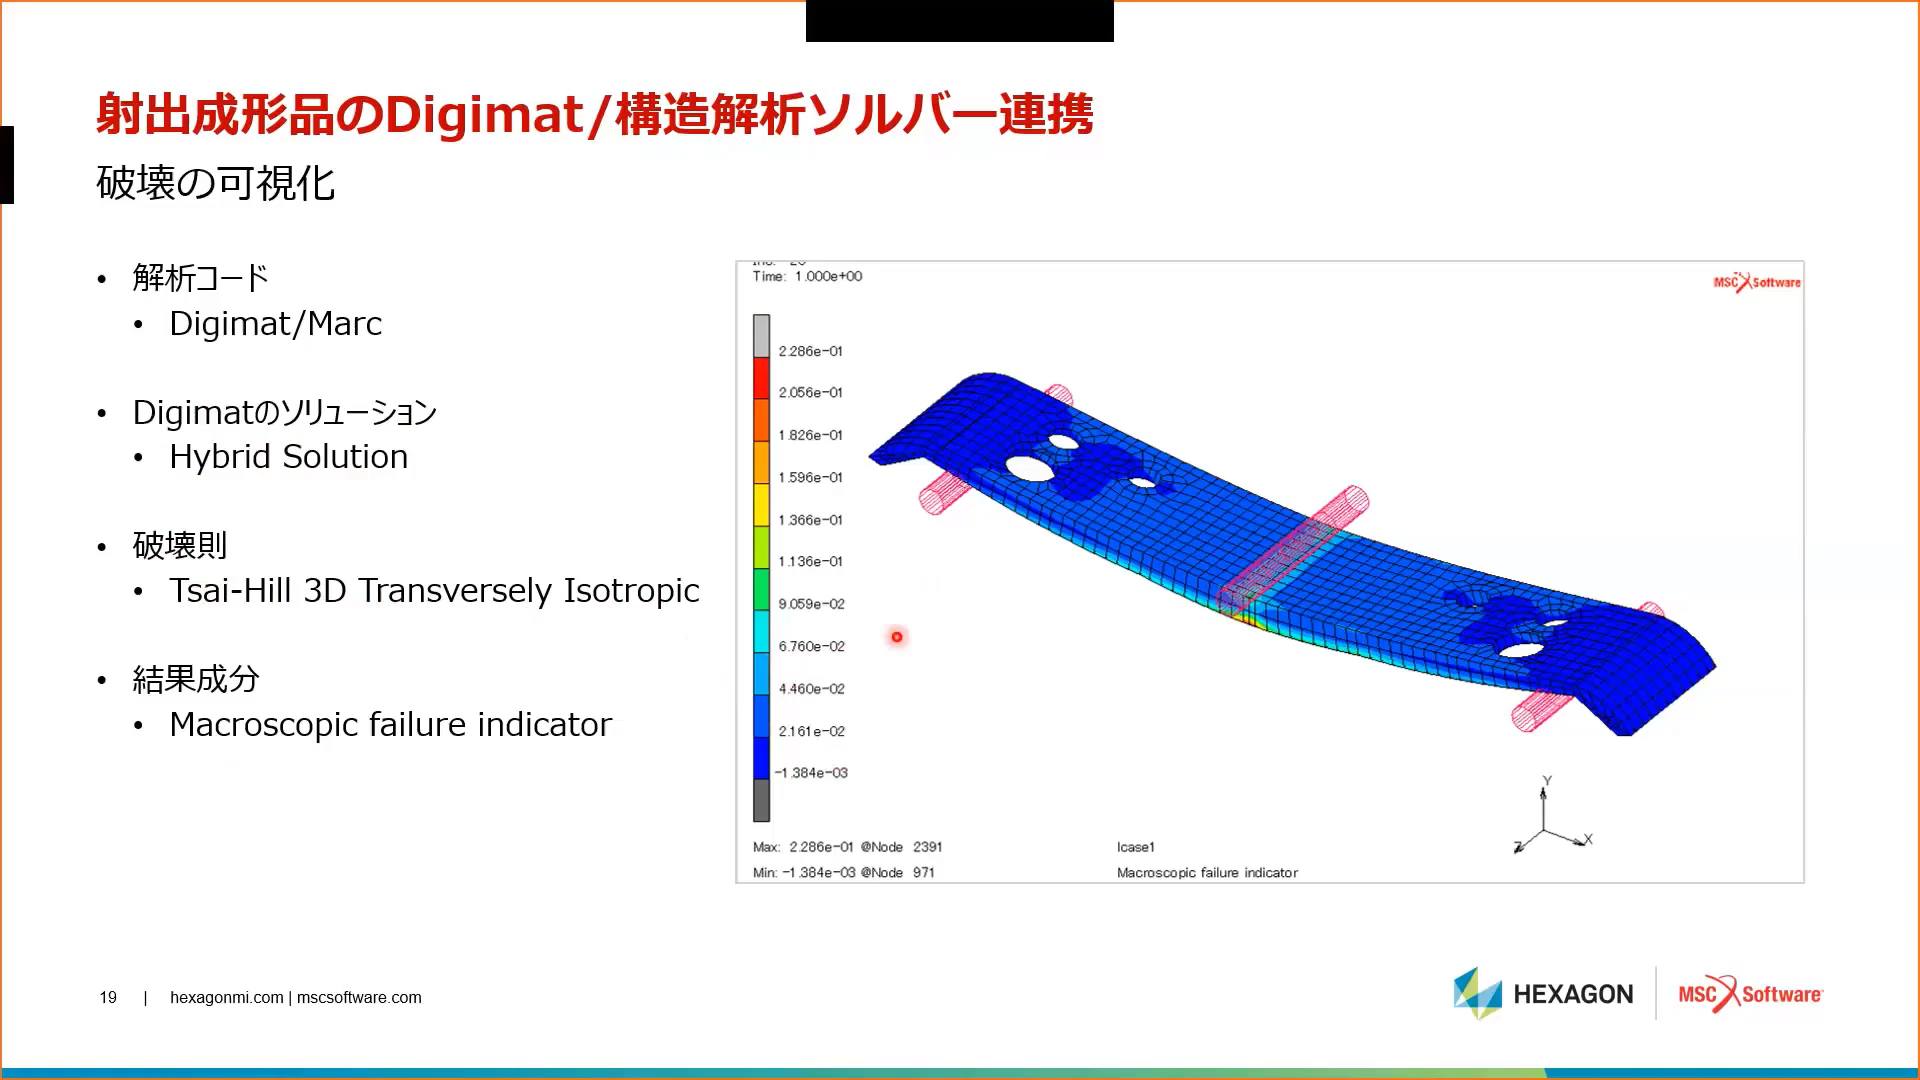 射出成形品のDigimat/構造解析ソルバー連携
破壊の可視化
• 解析コード
• Digimat/Marc
• Digimatのソリューション
• Hybrid Solution
• 破壊則
• Tsai-Hill 3D Transversely Isotropic
• 結果成分
• Macroscopic failure indicator
Time: 1.000e+00
MSC Software
2.286e-01
2.056e-01
1.826e-01
1.596e-01
1.366e-01
1.136e-01
9.059e-02
6.760e-02
4.460e-02
2.161e-02
-1.384e-03
Y
X
Z
Max: 2.286e-01 @Node 2391
lcase1
Min: -1.384e-03 @Node 971
Macroscopic failure indicator
19 | hexagonmi.com | mscsoftware.com
HEXAGON
MSC Software